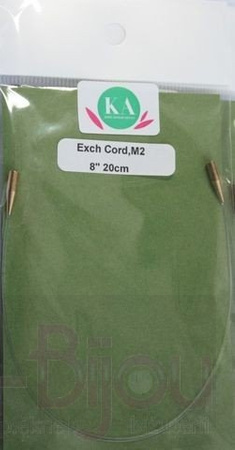 KA
Exch Cord,M2
8" 20cm
Bijou